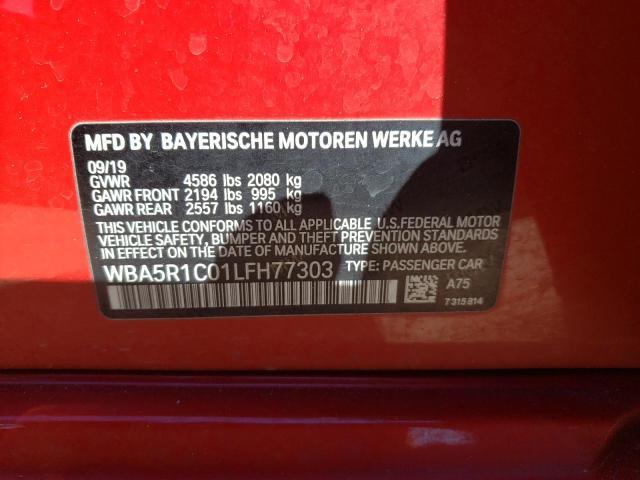 MFD BY BAYERISCHE MOTOREN WERKE AG
09/19
GVWR 4586 lbs 2080 kg
GAWR FRONT 2194 lbs 995 kg
GAWR REAR 2557 lbs 1160 kg
THIS VEHICLE CONFORMS TO ALL APPLICABLE U.S.FEDERAL MOTOR
VEHICLE SAFETY, BUMPER AND THEFT PREVENTION STANDARDS
IN EFFECT ON THE DATE OF MANUFACTURE SHOWN ABOVE.
WBA5R1C01LFH77303 TYPE: PASSENGER CAR
A75
7315814